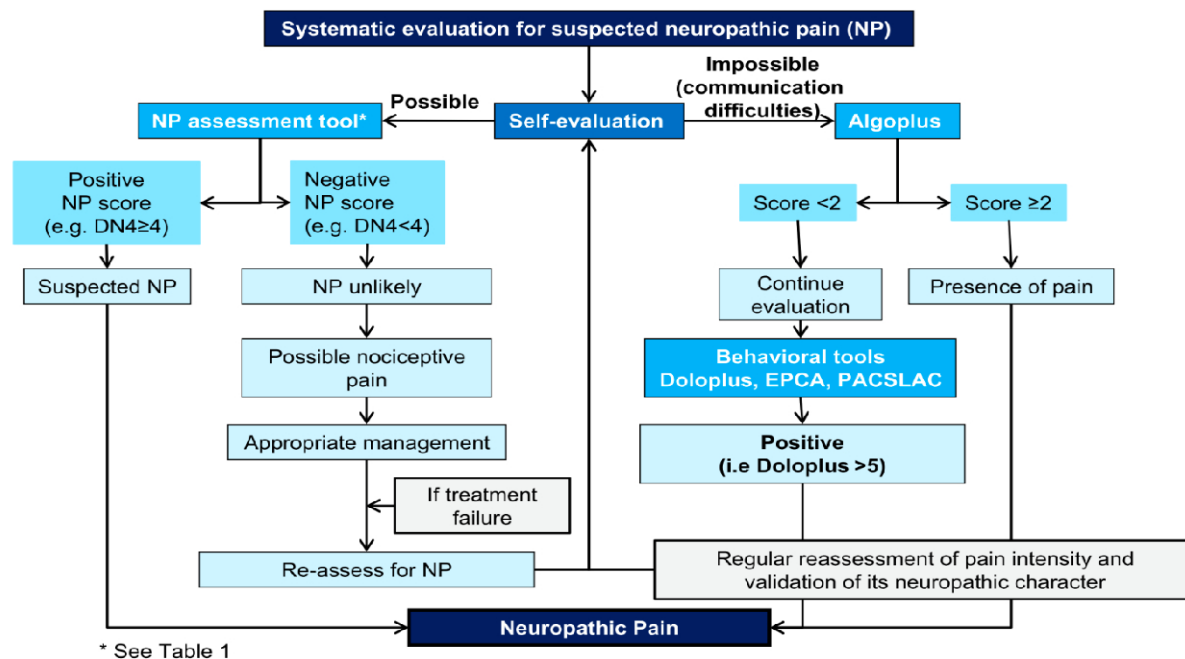 Systematic evaluation for suspected neuropathic pain (NP)
Impossible
(communication
difficulties)
Possible
NP assessment tool*
Self-evaluation
Algoplus
Positive
NP score
(e.g. DN4≥4)
Negative
NP score
(e.g. DN4<4)
Score <2
Score ≥2
Suspected NP
NP unlikely
Continue
evaluation
Presence of pain
Possible nociceptive
pain
Behavioral tools
Doloplus, EPCA, PACSLAC
Appropriate management
Positive
(i.e Doloplus >5)
If treatment
failure
Re-assess for NP
Regular reassessment of pain intensity and
validation of its neuropathic character
Neuropathic Pain
* See Table 1